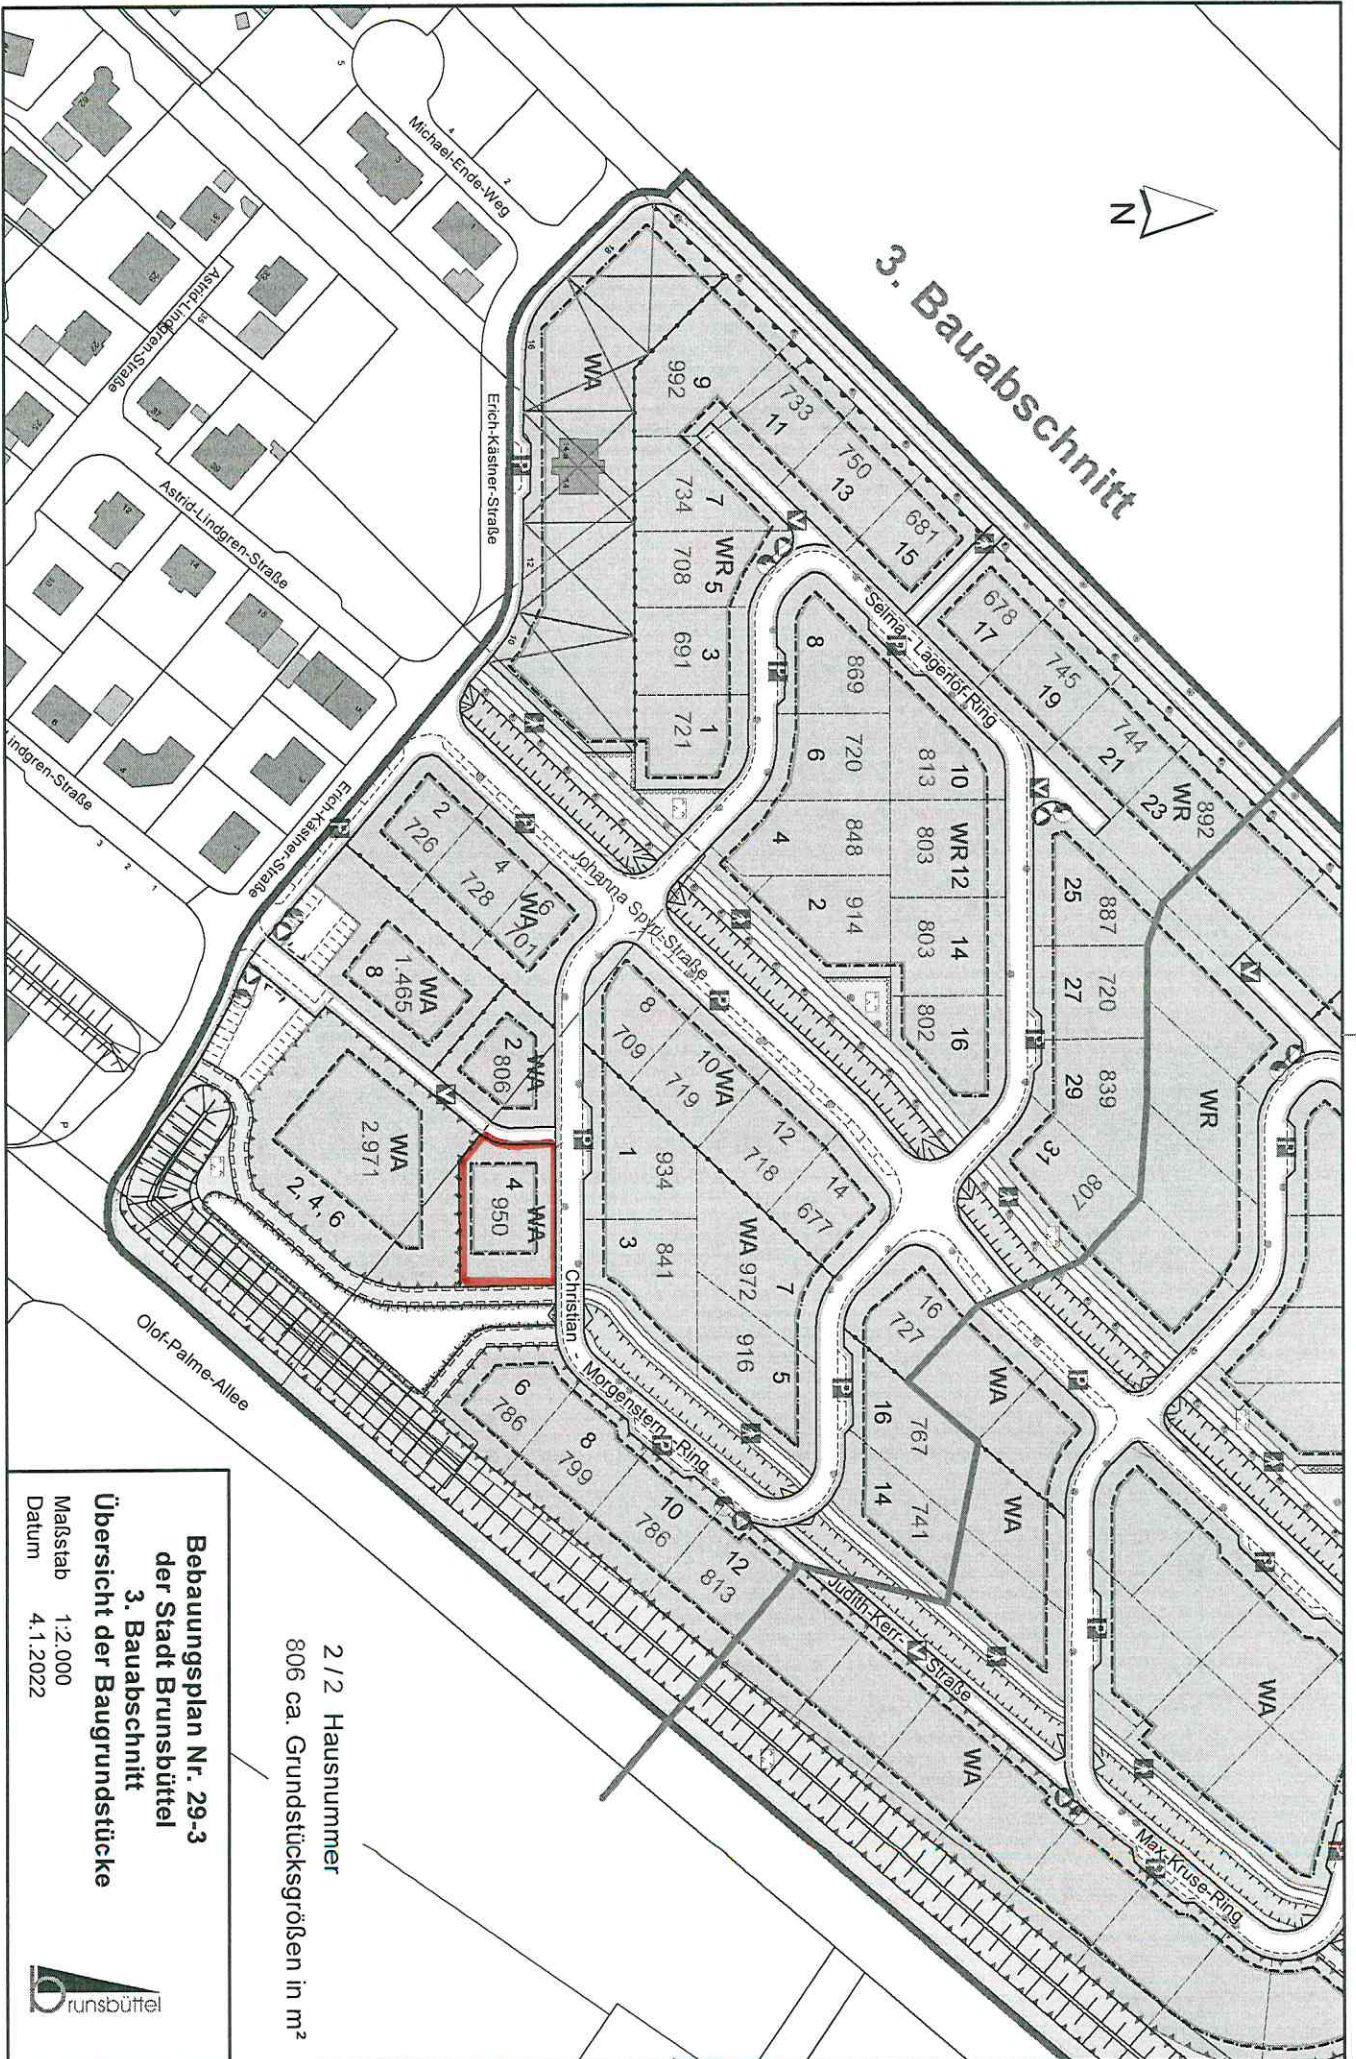 3. Bauabschnitt
N
Michael-Ende-Weg
Astrid-Lindgren-Straße
Astrid-Lindgren-Straße
Lindgren-Straße
Erich-Kästner-Straße
Erich-Kästner-Straße
Selma-Lagerlöf-Ring
Johanna Spyri-Straße
Christian - Morgenstern-Ring
Judith-Kerr-Straße
Max-Kruse-Ring
Olof-Palme-Allee
WA
9
992
7
734
WR 5
708
3
691
1
721
733
11
750
13
681
15
678
17
745
19
744
21
WR
892
23
8
869
6
720
4
848
2
914
10
813
WR 12
803
14
803
16
802
25
887
27
720
29
839
31
807
WR
2
726
4
728
WA 6
701
WA
1.465
8
WA
2
806
WA
4
950
WA
2.971
2, 4, 6
8
709
10
719
WA
12
718
14
677
1
934
3
841
WA 972
7
916
5
16
727
WA
16
767
14
741
WA
6
786
8
799
10
786
12
813
WA
WA
2 / 2 Hausnummer
806 ca. Grundstücksgrößen in m²
Bebauungsplan Nr. 29-3
der Stadt Brunsbüttel
3. Bauabschnitt
Übersicht der Baugrundstücke
Maßstab 1:2.000
Datum 4.1.2022
brunsbüttel